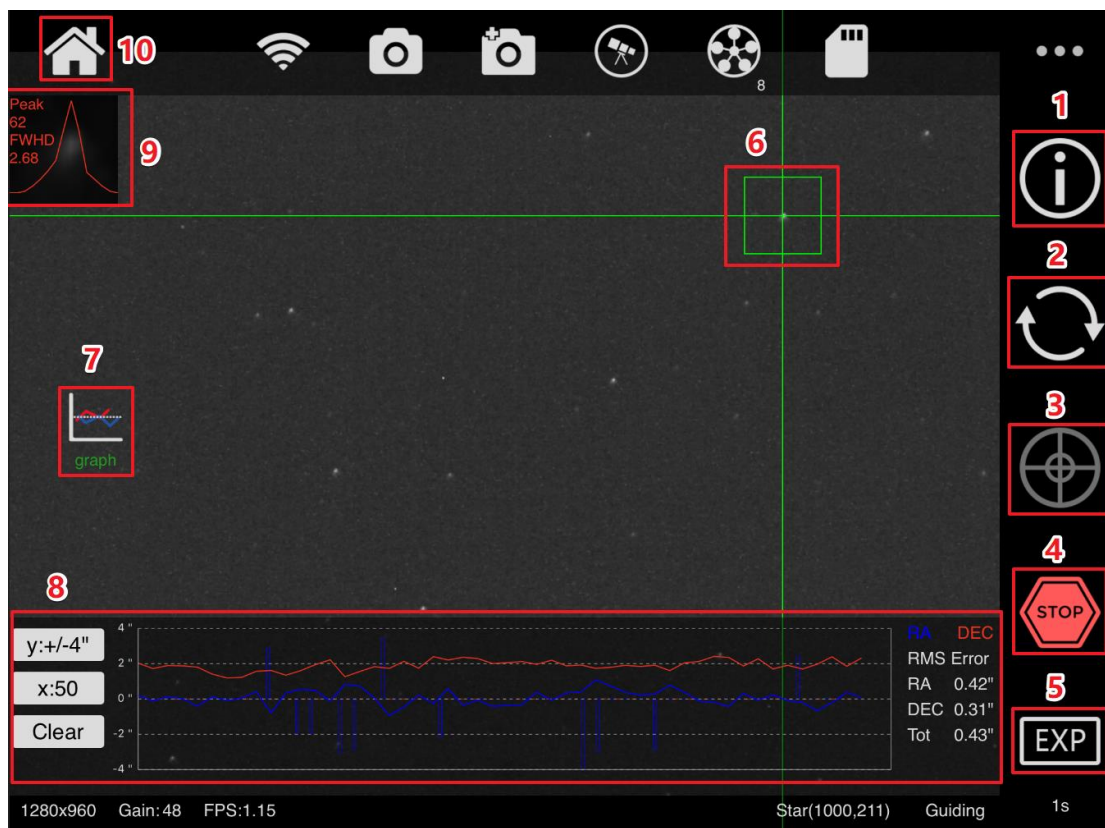 10
8
1
Peak
62
FWHD
2.68
9
6
2
7
graph
3
8
4
STOP
y:+/-4"
x:50
Clear
4 "
2 "
0 "
-2 "
-4 "
RA DEC
RMS Error
RA 0.42"
DEC 0.31"
Tot 0.43"
5
EXP
1280x960 Gain: 48 FPS:1.15 Star(1000,211) Guiding 1s